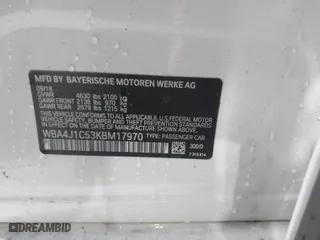 MFD BY BAYERISCHE MOTOREN WERKE AG
09/18
GVWR 4630 lbs 2100 kg
GAWR FRONT 2138 lbs 970 kg
GAWR REAR 2678 lbs 1215 kg
THIS VEHICLE CONFORMS TO ALL APPLICABLE U.S. FEDERAL
MOTOR VEHICLE SAFETY, BUMPER AND THEFT PREVENTION
STANDARDS IN EFFECT ON THE DATE OF MANUFACTURE SHOWN ABOVE.
WBA4J1C53KBM17970 TYPE: PASSENGER CAR
300/0